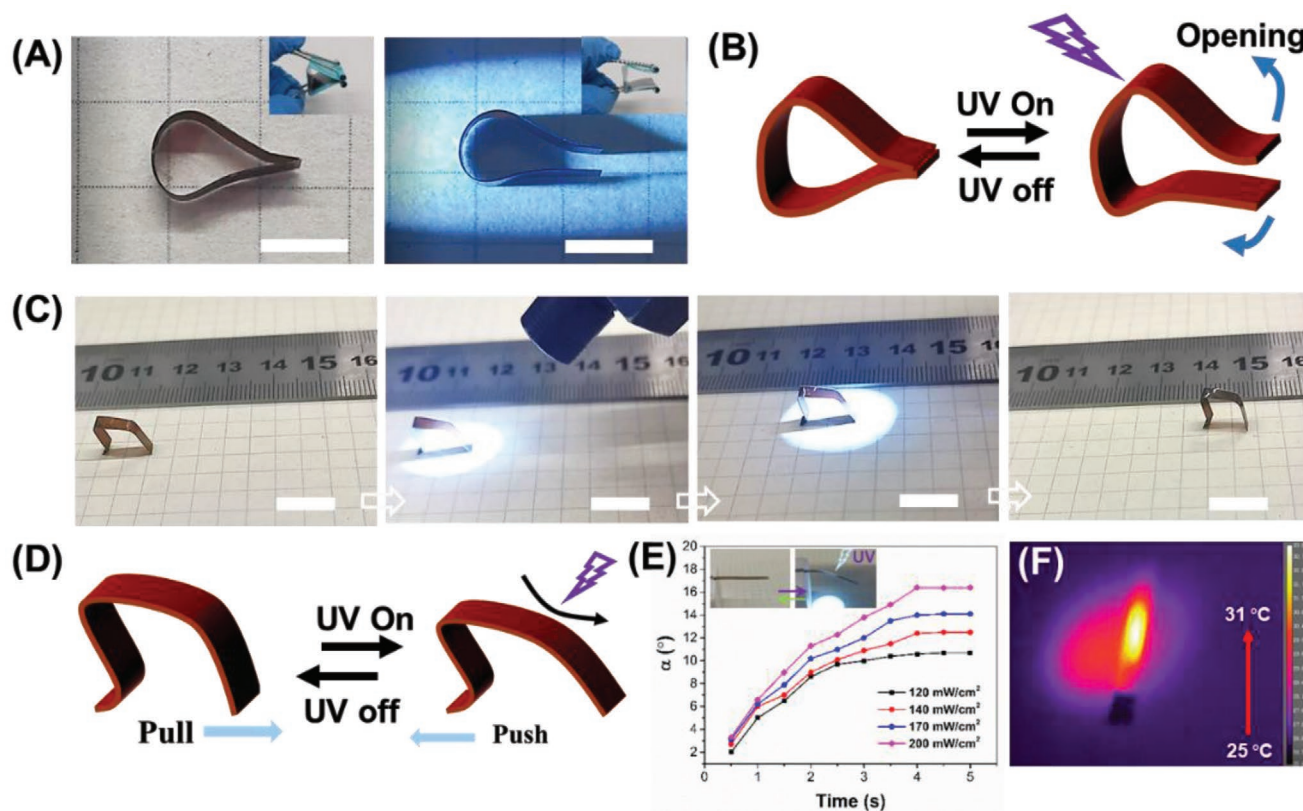 (A)
(B)
Opening
UV On
UV off
(C)
10 11 12 13 14 15 16
10 11 12 13 14 15 16
10 11 12 13 14 15 16
10 11 12 13 14 15 16
(D)
UV On
UV off
Pull
Push
(E)
α (°)
20
18
16
14
12
10
8
6
4
2
UV
120 mW/cm²
140 mW/cm²
170 mW/cm²
200 mW/cm²
0 1 2 3 4 5
Time (s)
(F)
31 °C
25 °C